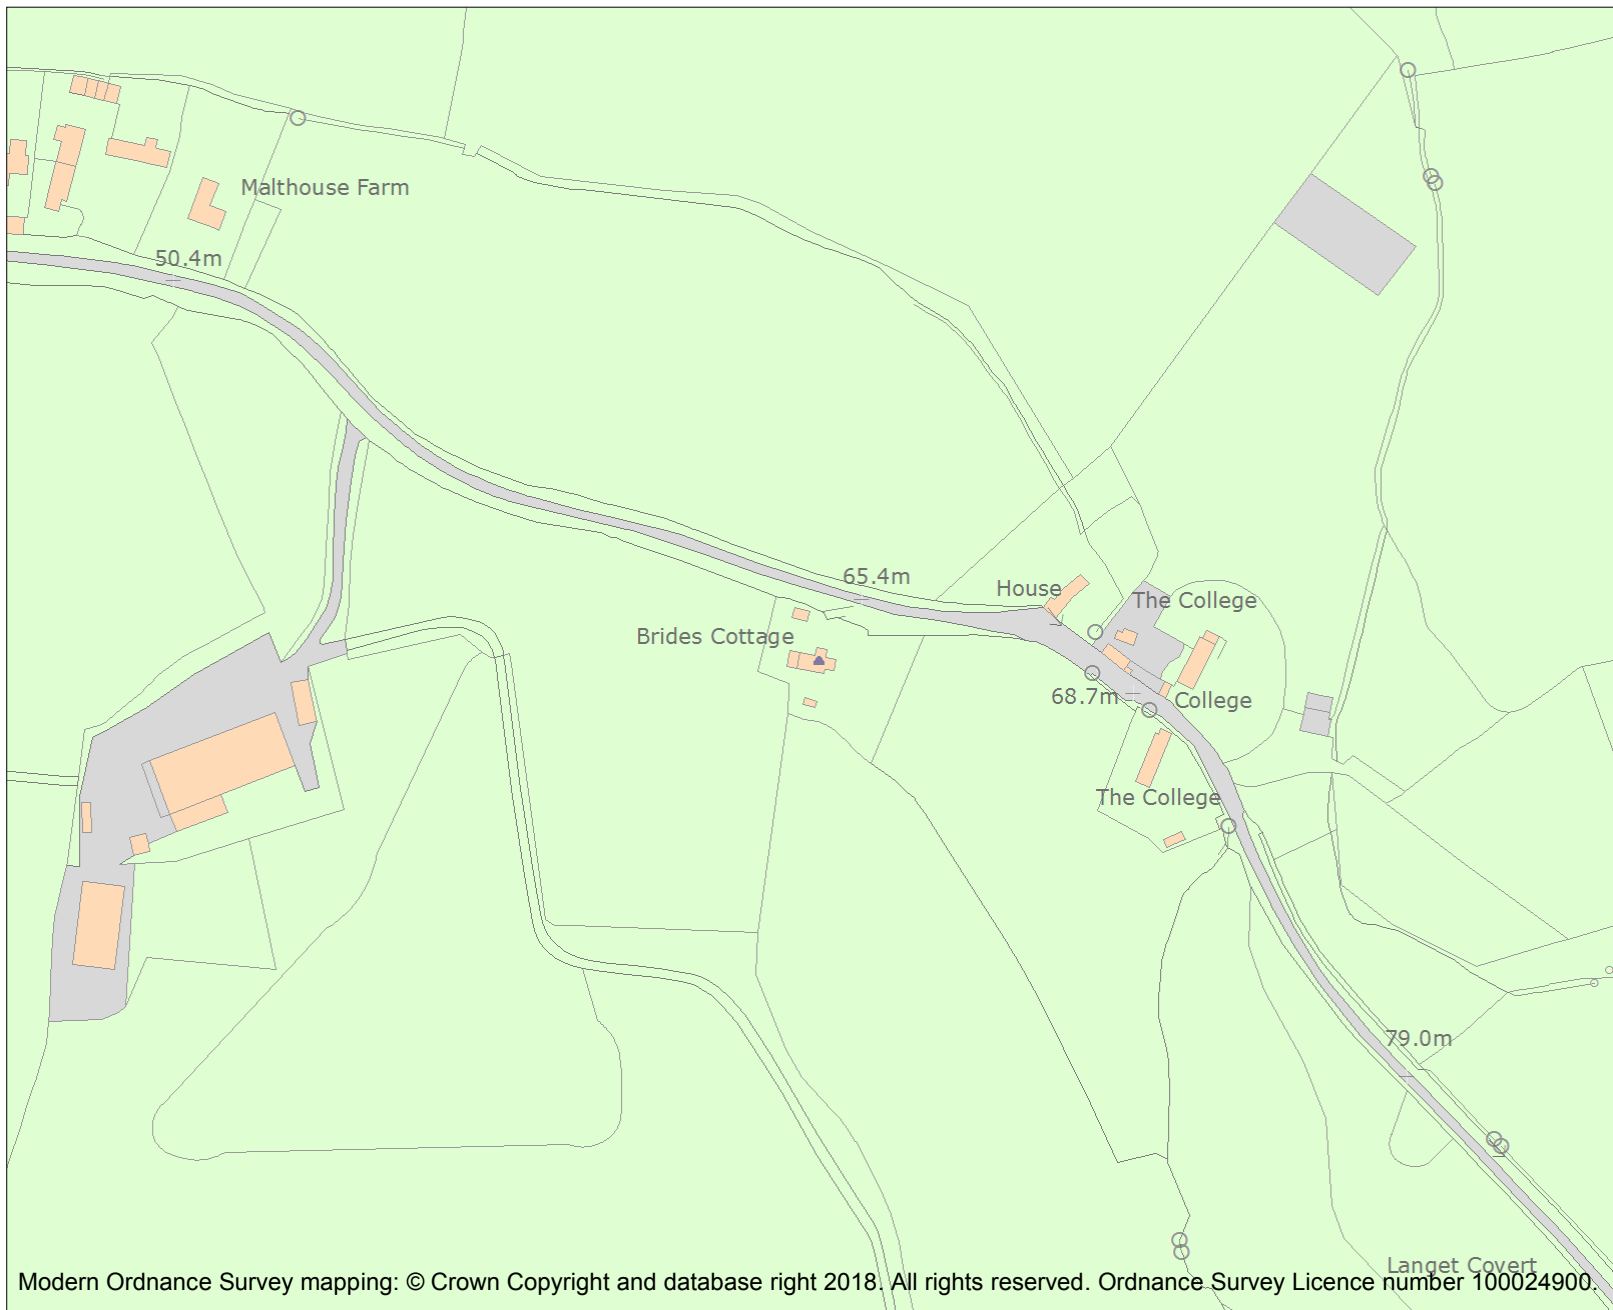 Malthouse Farm
50.4m
65.4m
House
The College
Brides Cottage
68.7m
College
The College
79.0m
Langet Covert
Modern Ordnance Survey mapping: © Crown Copyright and database right 2018. All rights reserved. Ordnance Survey Licence number 100024900.